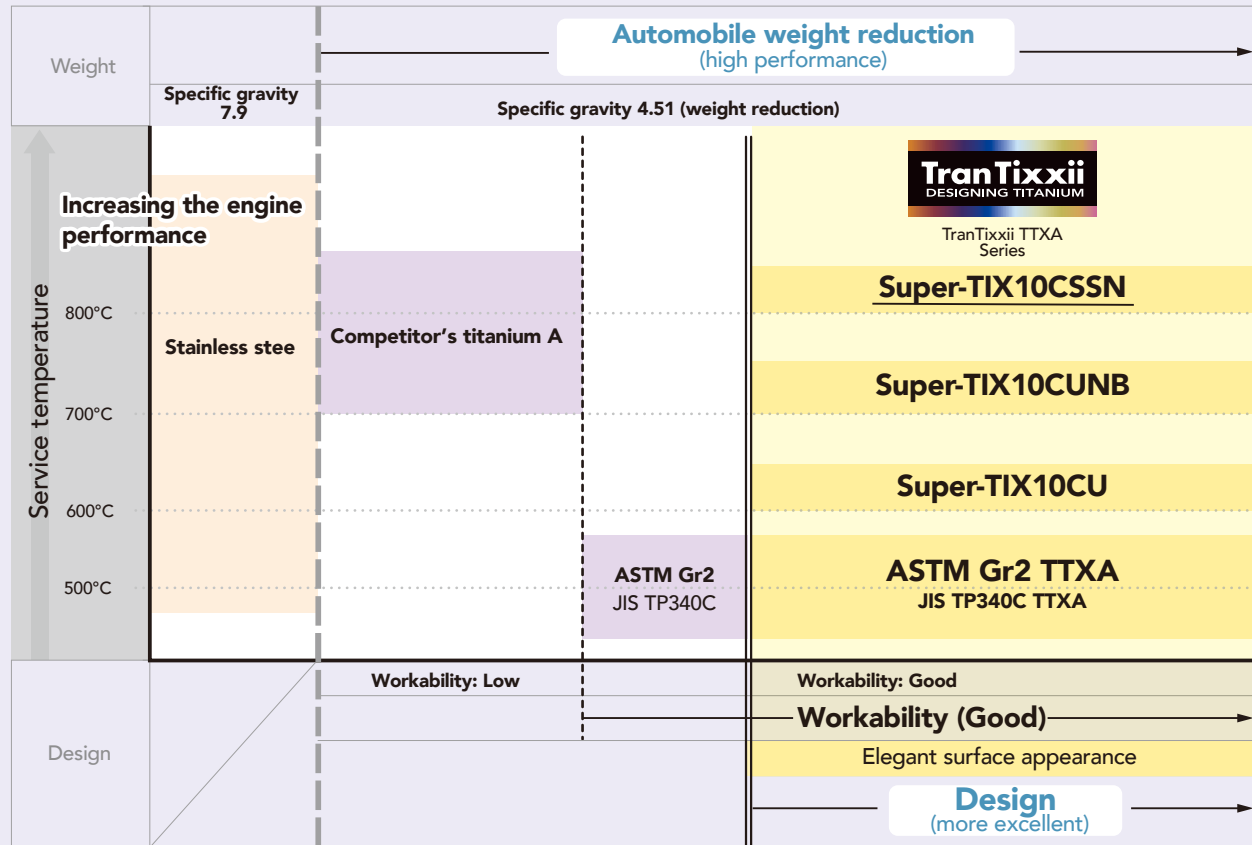 Automobile weight reduction
(high performance)
Weight
Specific gravity
7.9
Specific gravity 4.51 (weight reduction)
TranTixxii
DESIGNING TITANIUM
TranTixxii TTXA
Series
Increasing the engine
performance
Service temperature
800°C
700°C
600°C
500°C
Stainless stee
Competitor's titanium A
ASTM Gr2
JIS TP340C
Super-TIX10CSSN
Super-TIX10CUNB
Super-TIX10CU
ASTM Gr2 TTXA
JIS TP340C TTXA
Workability: Low
Workability: Good
Workability (Good)
Design
Elegant surface appearance
Design
(more excellent)